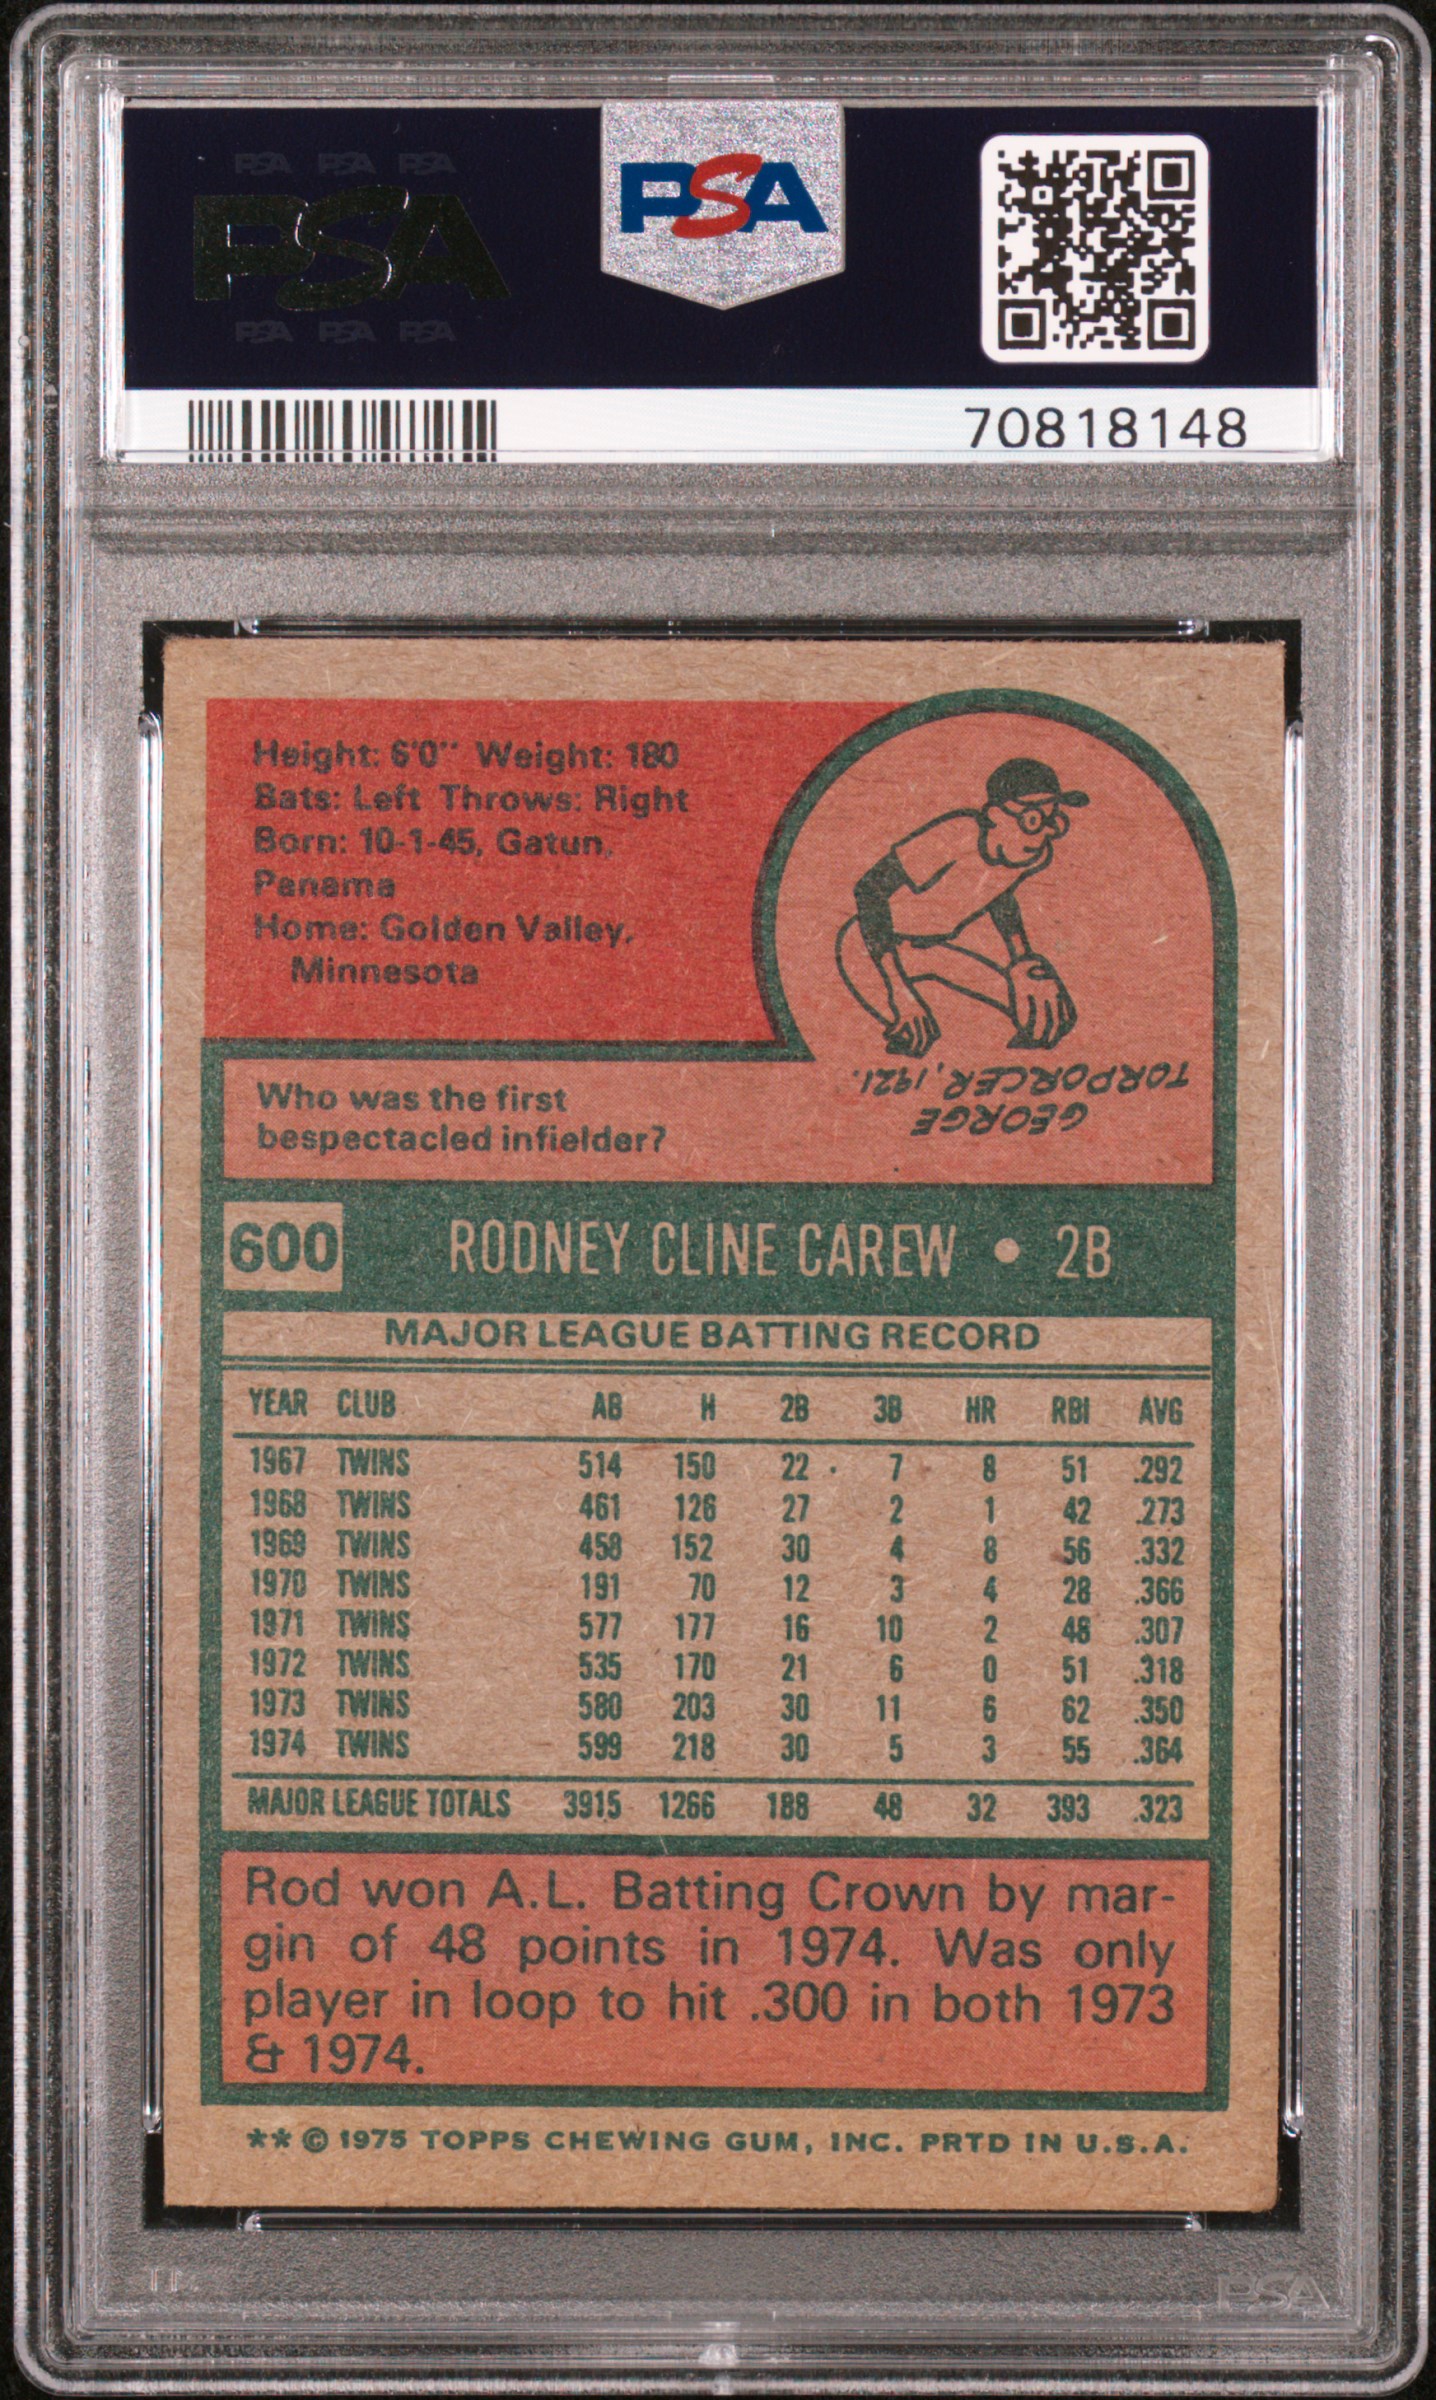 PSA PSA PSA
PSA
PSA PSA PSA
PSA
70818148
Height: 6'0" Weight: 180
Bats: Left Throws: Right
Born: 10-1-45, Gatun,
Panama
Home: Golden Valley,
Minnesota
Who was the first
bespectacled infielder?
GEORGE
TORPORCER, 1921.
600 RODNEY CLINE CAREW • 2B
MAJOR LEAGUE BATTING RECORD
YEAR CLUB AB H 2B 3B HR RBI AVG
1967 TWINS 514 150 22 7 8 51 .292
1968 TWINS 461 126 27 2 1 42 .273
1969 TWINS 458 152 30 4 8 56 .332
1970 TWINS 191 70 12 3 4 28 .366
1971 TWINS 577 177 16 10 2 48 .307
1972 TWINS 535 170 21 6 0 51 .318
1973 TWINS 580 203 30 11 6 62 .350
1974 TWINS 599 218 30 5 3 55 .364
MAJOR LEAGUE TOTALS 3915 1266 188 48 32 393 .323
Rod won A.L. Batting Crown by mar-
gin of 48 points in 1974. Was only
player in loop to hit .300 in both 1973
& 1974.
** © 1975 TOPPS CHEWING GUM, INC. PRTD IN U.S.A.
PSA